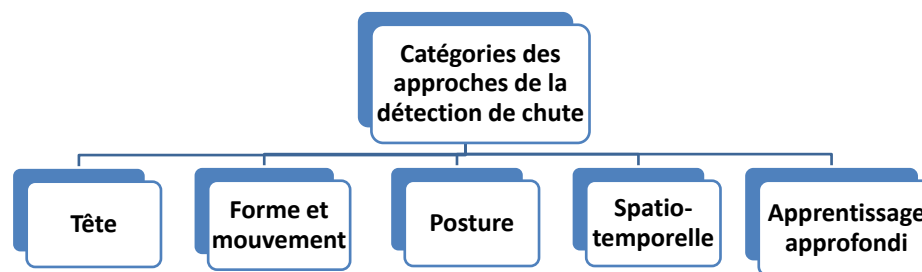 Catégories des
approches de la
détection de chute
Tête
Forme et
mouvement
Posture
Spatio-
temporelle
Apprentissage
approfondi